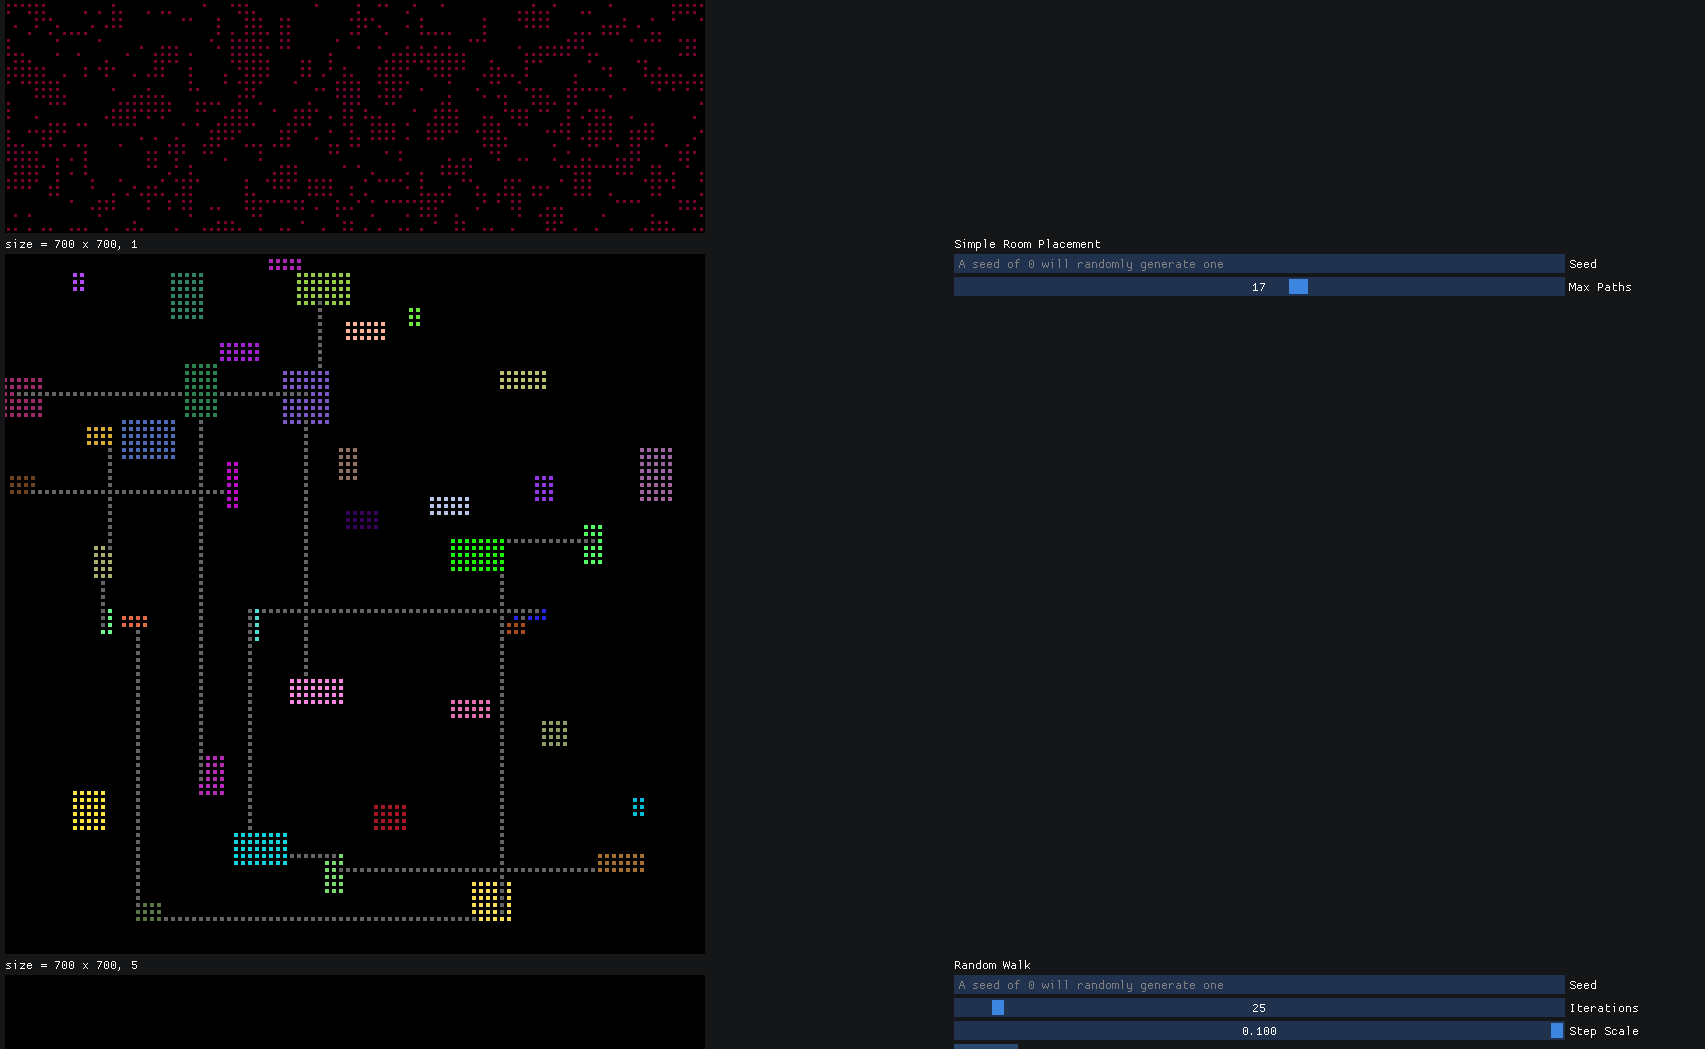 size = 700 x 700, 1
Simple Room Placement
A seed of 0 will randomly generate one
Seed
17
Max Paths
size = 700 x 700, 5
Random Walk
A seed of 0 will randomly generate one
Seed
25
Iterations
0.100
Step Scale